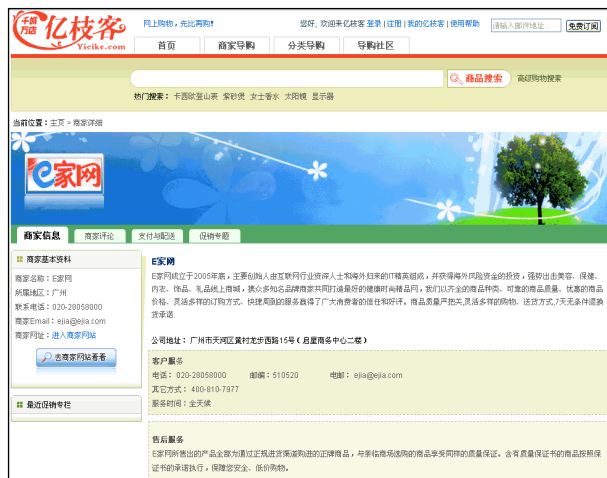 千城万店 亿枝客
Yicike.com
网上购物，先比再购!
您好, 欢迎来亿枝客 登录 | 注册 | 我的亿枝客 | 使用帮助
请输入邮件地址
免费订阅
首页 商家导购 分类导购 导购社区
商品搜索
高级购物搜索
热门搜索： 卡西欧登山表 紫砂煲 女士香水 太阳镜 显示器
当前位置：主页 > 商家详细
e家网
商家信息 商家评论 支付与配送 促销专题
商家基本资料
商家名称：E家网
所属地区：广州
联系电话：020-28058000
商家Email：ejia@ejia.com
商家网址：进入商家网站
去商家网站看看
最近促销专栏
E家网
E家网成立于2005年底，主要创始人由互联网行业资深人士和海外归来的IT精英组成，并获得海外风险资金的投资，强势出击美容、保健、
内衣、饰品、礼品线上商城，携众多知名品牌商家共同打造最好的健康时尚精品网，我们以齐全的商品种类、可靠的商品质量、优惠的商品
价格、灵活多样的订购方式、快捷周到的服务赢得了广大消费者的信任和好评。商品质量严把关,灵活多样的购物、送货方式,7天无条件退换
货承诺.
公司地址：广州市天河区黄村龙步西路15号（启星商务中心二楼）
客户服务
电话： 020-28058000 邮编：510520 电邮： ejia@ejia.com
其它方式： 400-810-7977
服务时间：全天候
售后服务
E家网所售出的产品全部为通过正规进货渠道购进的正牌商品，与亲临商场选购的商品享受同样的质量保证。含有质量保证书的商品按照保
证书的承诺执行，保障您安全、低价购物。